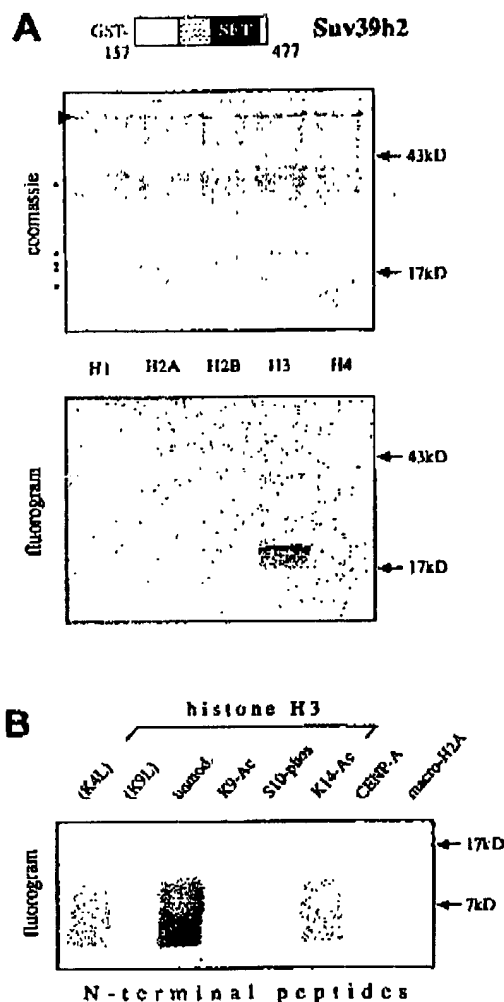 A
GST- SET Suv39h2
157 477
43kD
coomassie
17kD
H1 H2A H2B H3 H4
43kD
fluorogram
17kD
B
histone H3
(K4L) (K9L) unmod. K9-Ac S10-phos K14-Ac CENP-A macro-H2A
17kD
fluorogram
7kD
N-terminal peptides